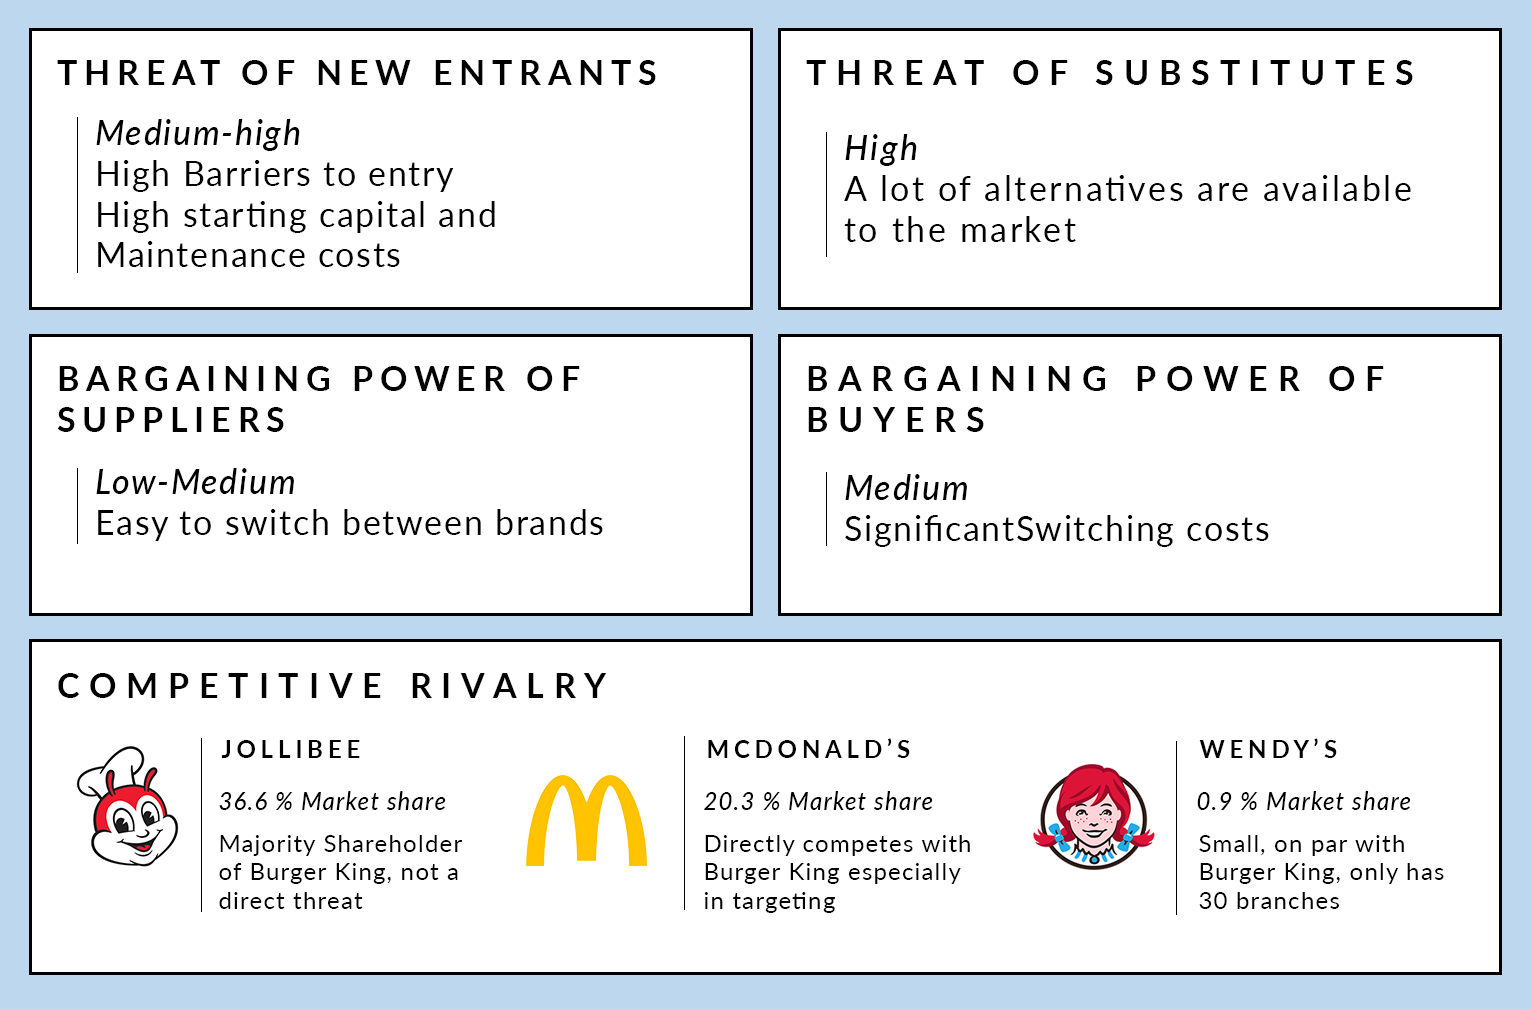 THREAT OF NEW ENTRANTS
Medium-high
High Barriers to entry
High starting capital and
Maintenance costs
THREAT OF SUBSTITUTES
High
A lot of alternatives are available
to the market
BARGAINING POWER OF
SUPPLIERS
Low-Medium
Easy to switch between brands
BARGAINING POWER OF
BUYERS
Medium
SignificantSwitching costs
COMPETITIVE RIVALRY
JOLLIBEE
36.6 % Market share
Majority Shareholder
of Burger King, not a
direct threat
MCDONALD’S
20.3 % Market share
Directly competes with
Burger King especially
in targeting
WENDY’S
0.9 % Market share
Small, on par with
Burger King, only has
30 branches